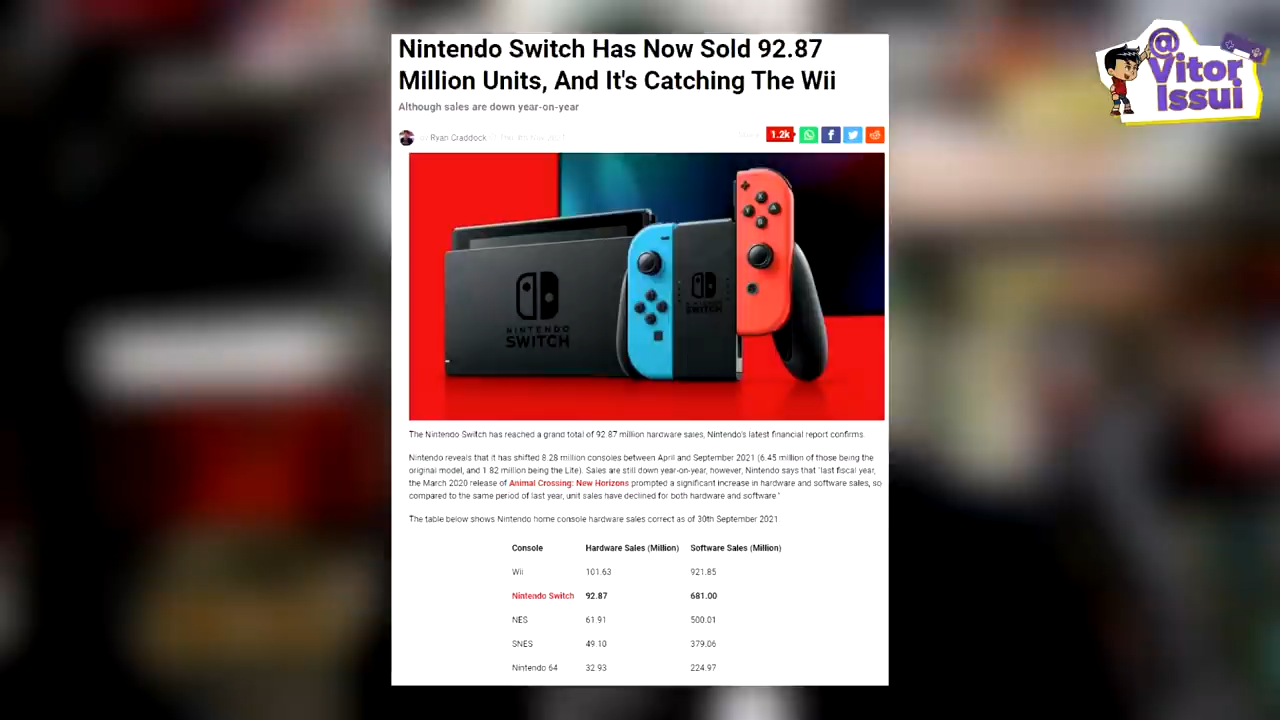 Nintendo Switch Has Now Sold 92.87
Million Units, And It's Catching The Wii
Although sales are down year-on-year
by Ryan Craddock
1.2k
NINTENDO
SWITCH
NINTENDO
SWITCH
X
Y
A
B
The Nintendo Switch has reached a grand total of 92.87 million hardware sales, Nintendo's latest financial report confirms.
Nintendo reveals that it has shifted 8.28 million consoles between April and September 2021 (6.45 million of those being the
original model, and 1.82 million being the Lite). Sales are still down year-on-year, however, Nintendo says that "last fiscal year,
the March 2020 release of Animal Crossing: New Horizons prompted a significant increase in hardware and software sales, so
compared to the same period of last year, unit sales have declined for both hardware and software."
The table below shows Nintendo home console hardware sales correct as of 30th September 2021
Console Hardware Sales (Million) Software Sales (Million)
Wii 101.63 921.85
Nintendo Switch 92.87 681.00
NES 61.91 500.01
SNES 49.10 379.06
Nintendo 64 32.93 224.97
@
Vitor
Issui